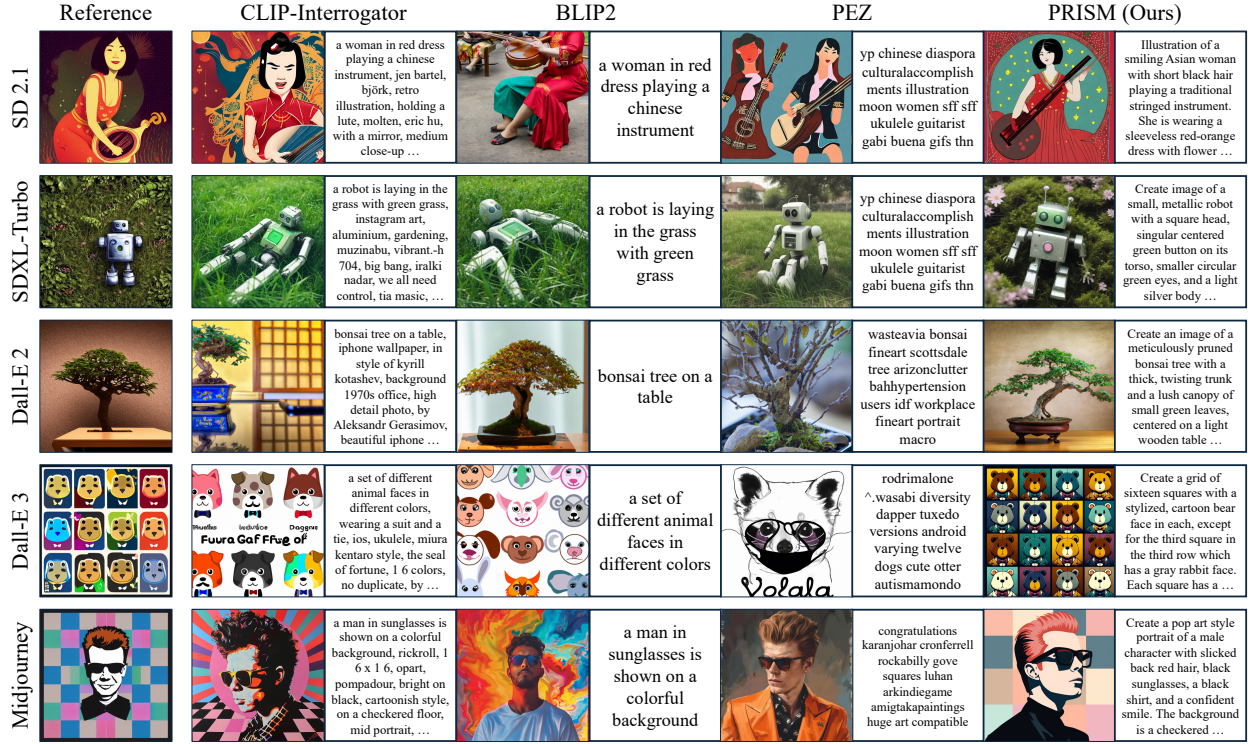 Reference
CLIP-Interrogator
BLIP2
PEZ
PRISM (Ours)
SD 2.1
a woman in red dress
playing a chinese
instrument, jen bartel,
björk, retro
illustration, holding a
lute, molten, eric hu,
with a mirror, medium
close-up …
a woman in red
dress playing a
chinese
instrument
yp chinese diaspora
culturalaccomplish
ments illustration
moon women sff sff
ukulele guitarist
gabi buena gifs thn
Illustration of a
smiling Asian woman
with short black hair
playing a traditional
stringed instrument.
She is wearing a
sleeveless red-orange
dress with flower …
SDXL-Turbo
a robot is laying in the
grass with green grass,
instagram art,
aluminium, gardening,
muzinabu, vibrant.-h
704, big bang, iralki
nadar, we all need
control, tia masic, …
a robot is laying
in the grass
with green
grass
yp chinese diaspora
culturalaccomplish
ments illustration
moon women sff sff
ukulele guitarist
gabi buena gifs thn
Create image of a
small, metallic robot
with a square head,
singular centered
green button on its
torso, smaller circular
green eyes, and a light
silver body …
Dall-E 2
bonsai tree on a table,
iphone wallpaper, in
style of kyrill
kotashev, background
1970s office, high
detail photo, by
Aleksandr Gerasimov,
beautiful iphone …
bonsai tree on a
table
wasteavia bonsai
fineart scottsdale
tree arizonclutter
bahhypertension
users idf workplace
fineart portrait
macro
Create an image of a
meticulously pruned
bonsai tree with a
thick, twisting trunk
and a lush canopy of
small green leaves,
centered on a light
wooden table …
Dall-E 3
Fuura Gaf Ffug of
a set of different
animal faces in
different colors,
wearing a suit and a
tie, ios, ukulele, miura
kentaro style, the seal
of fortune, 1 6 colors,
no duplicate, by …
a set of
different animal
faces in
different colors
Volala
rodrimalone
^.wasabi diversity
dapper tuxedo
versions android
varying twelve
dogs cute otter
autismamondo
Create a grid of
sixteen squares with a
stylized, cartoon bear
face in each, except
for the third square in
the third row which
has a gray rabbit face.
Each square has a …
Midjourney
a man in sunglasses is
shown on a colorful
background, rickroll, 1
6 x 1 6, opart,
pompadour, bright on
black, cartoonish style,
on a checkered floor,
mid portrait, …
a man in
sunglasses is
shown on a
colorful
background
congratulations
karanjohar cronferrell
rockabilly gove
squares luhan
arkindiegame
amigtakapaintings
huge art compatible
Create a pop art style
portrait of a male
character with slicked
back red hair, black
sunglasses, a black
shirt, and a confident
smile. The background
is a checkered …